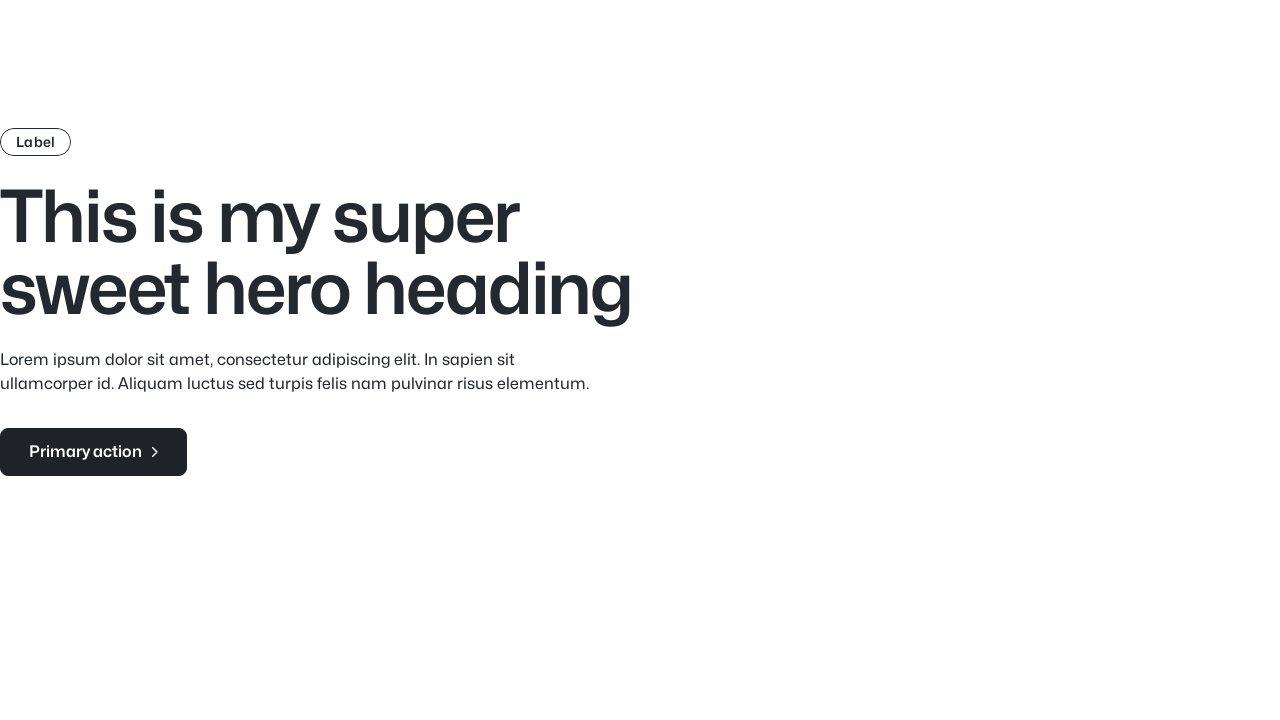 Label
This is my super
sweet hero heading
Lorem ipsum dolor sit amet, consectetur adipiscing elit. In sapien sit
ullamcorper id. Aliquam luctus sed turpis felis nam pulvinar risus elementum.
Primary action